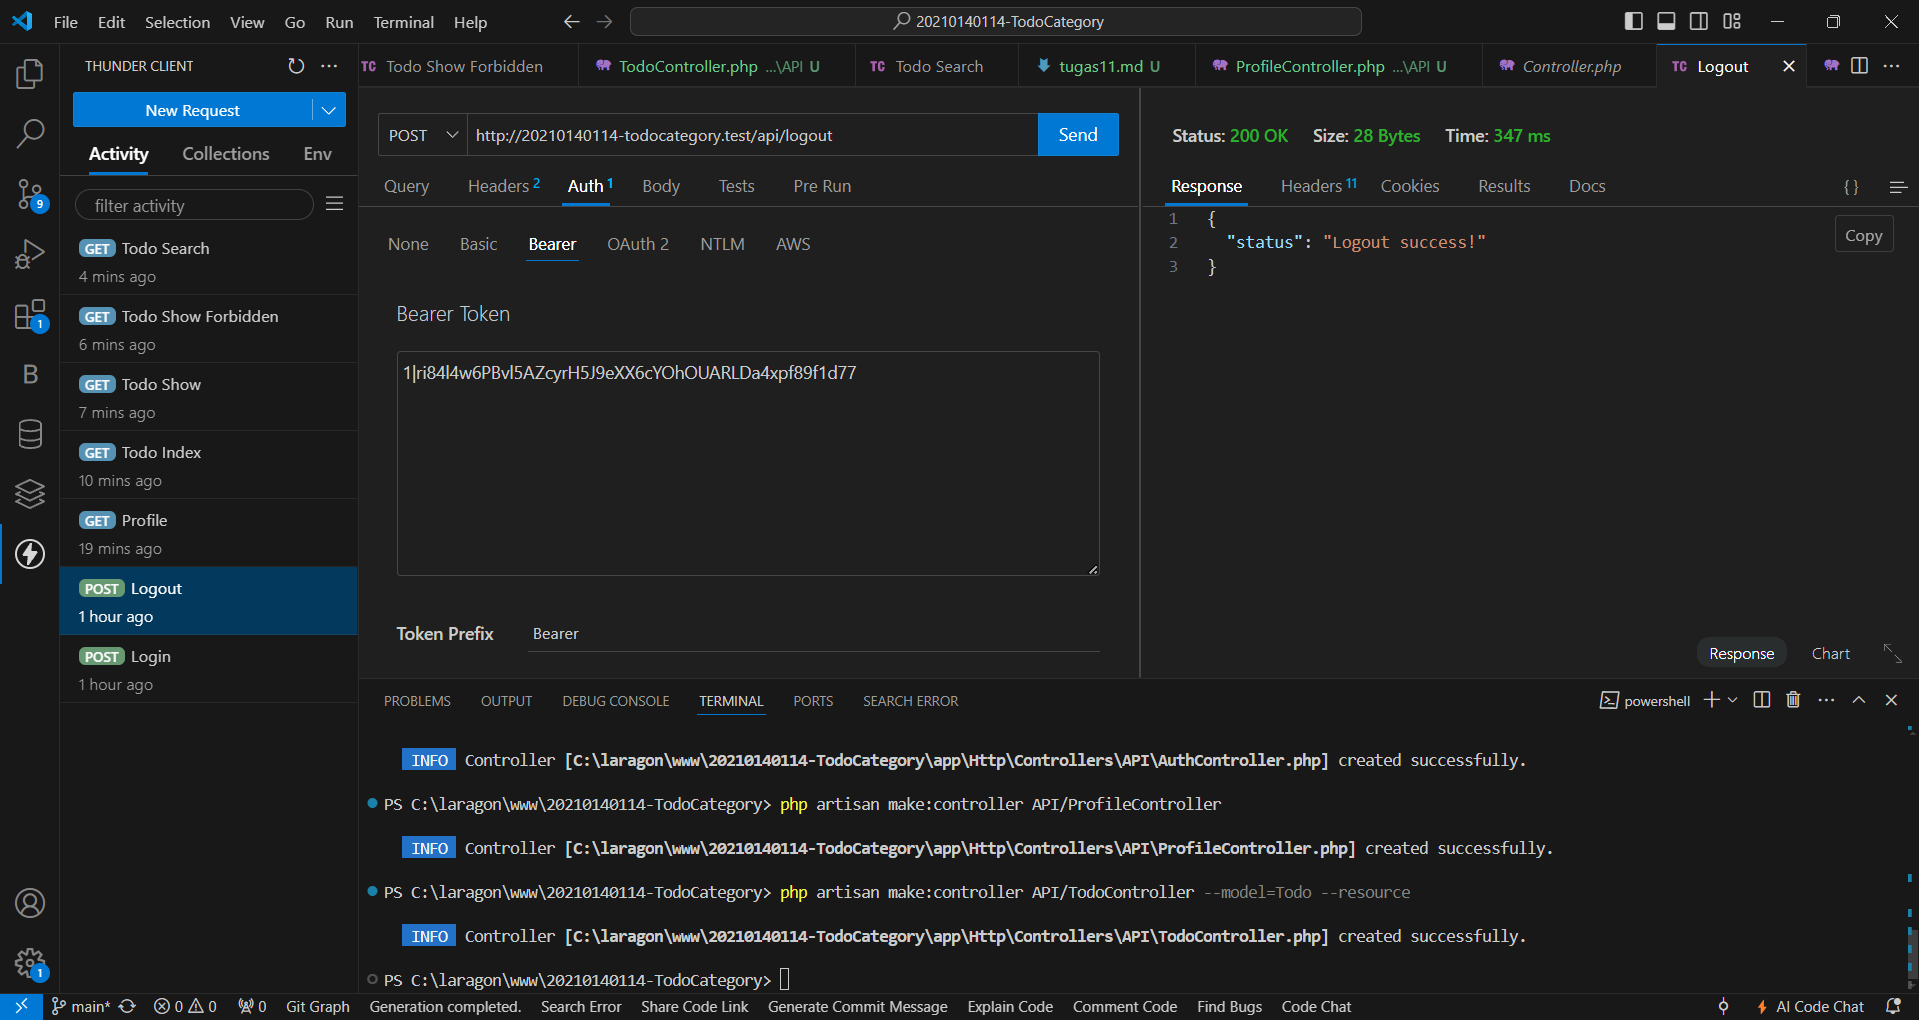 File Edit Selection View Go Run Terminal Help
20210140114-TodoCategory
THUNDER CLIENT
New Request
Activity Collections Env
filter activity
GET Todo Search
4 mins ago
GET Todo Show Forbidden
6 mins ago
GET Todo Show
7 mins ago
GET Todo Index
10 mins ago
GET Profile
19 mins ago
POST Logout
1 hour ago
POST Login
1 hour ago
9
1
B
1
TC Todo Show Forbidden
TodoController.php ...\API U
TC Todo Search
tugas11.md U
ProfileController.php ...\API U
Controller.php
TC Logout
POST http://20210140114-todocategory.test/api/logout Send
Query Headers 2 Auth 1 Body Tests Pre Run
None Basic Bearer OAuth 2 NTLM AWS
Bearer Token
1|ri84l4w6PBvl5AZcyrH5J9eXX6cYOhOUARLDa4xpf89f1d77
Token Prefix Bearer
Status: 200 OK Size: 28 Bytes Time: 347 ms
Response Headers 11 Cookies Results Docs { }
1 {
2 "status": "Logout success!"
3 }
Copy
Response Chart
PROBLEMS OUTPUT DEBUG CONSOLE TERMINAL PORTS SEARCH ERROR
powershell
INFO Controller [C:\laragon\www\20210140114-TodoCategory\app\Http\Controllers\API\AuthController.php] created successfully.
PS C:\laragon\www\20210140114-TodoCategory> php artisan make:controller API/ProfileController
INFO Controller [C:\laragon\www\20210140114-TodoCategory\app\Http\Controllers\API\ProfileController.php] created successfully.
PS C:\laragon\www\20210140114-TodoCategory> php artisan make:controller API/TodoController --model=Todo --resource
INFO Controller [C:\laragon\www\20210140114-TodoCategory\app\Http\Controllers\API\TodoController.php] created successfully.
PS C:\laragon\www\20210140114-TodoCategory>
main* 0 0 0 Git Graph Generation completed. Search Error Share Code Link Generate Commit Message Explain Code Comment Code Find Bugs Code Chat AI Code Chat